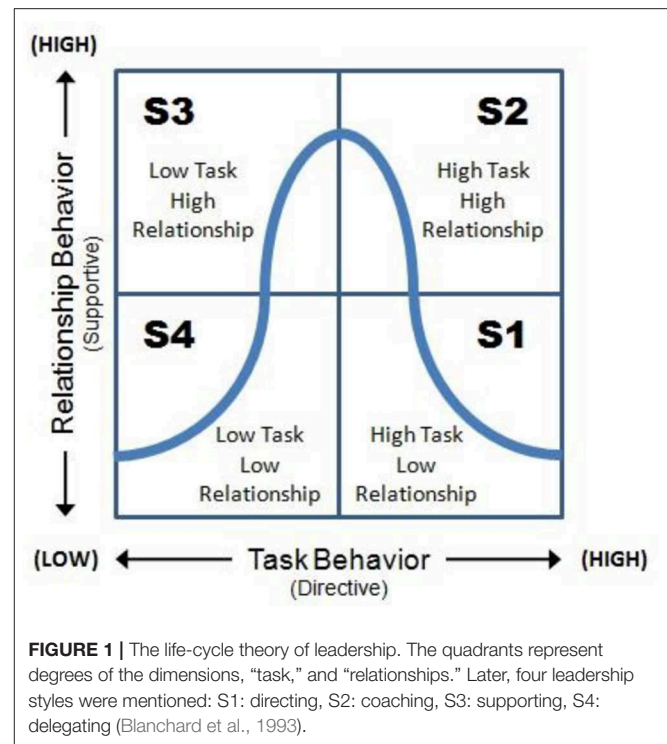 (HIGH)
Relationship Behavior
(Supportive)
S3
Low Task
High
Relationship
S2
High Task
High
Relationship
S4
Low Task
Low
Relationship
S1
High Task
Low
Relationship
(LOW)
Task Behavior
(Directive)
(HIGH)
FIGURE 1 | The life-cycle theory of leadership. The quadrants represent
degrees of the dimensions, “task,” and “relationships.” Later, four leadership
styles were mentioned: S1: directing, S2: coaching, S3: supporting, S4:
delegating (Blanchard et al., 1993).